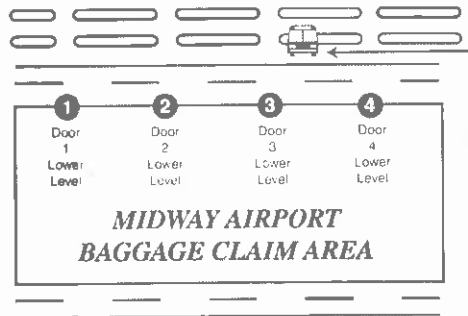 1 2 3 4
Door Door Door Door
1 2 3 4
Lower Lower Lower Lower
Level Level Level Level
MIDWAY AIRPORT
BAGGAGE CLAIM AREA